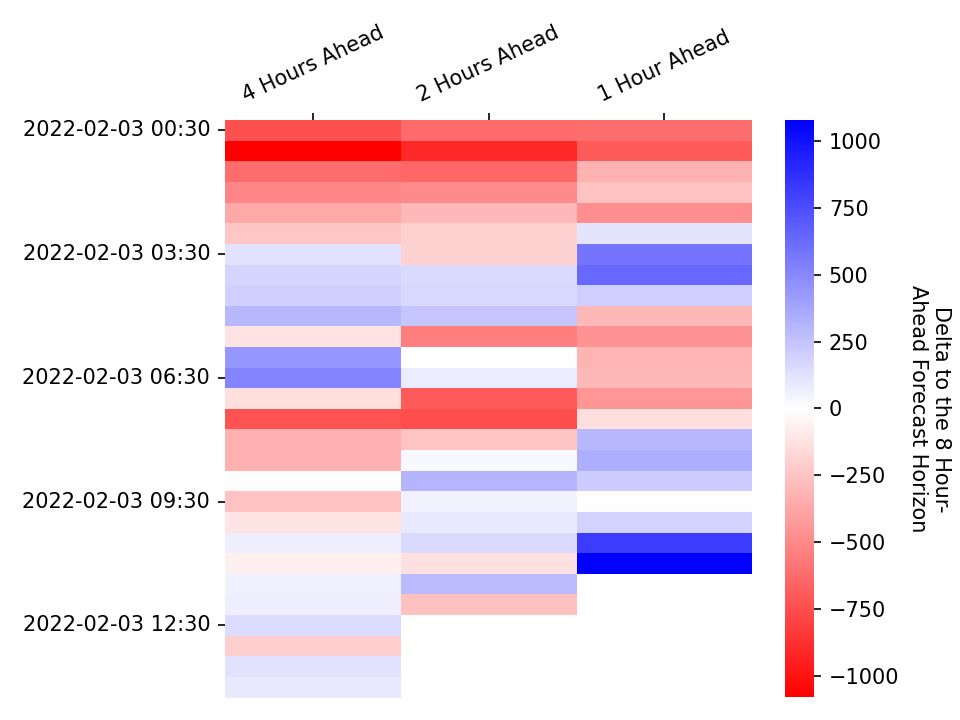 4 Hours Ahead
2 Hours Ahead
1 Hour Ahead
2022-02-03 00:30
2022-02-03 03:30
2022-02-03 06:30
2022-02-03 09:30
2022-02-03 12:30
1000
750
500
250
0
−250
−500
−750
−1000
Delta to the 8 Hour-
Ahead Forecast Horizon